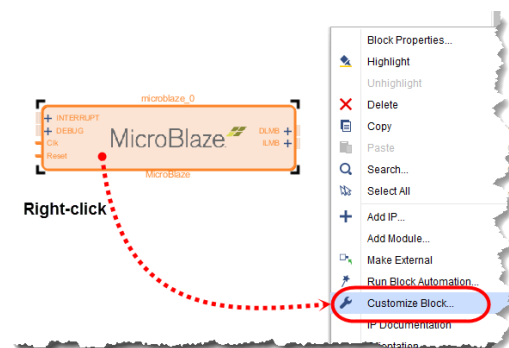 Block Properties...
Highlight
Unhighlight
Delete
Copy
Paste
Search...
Select All
Add IP...
Add Module...
Make External
Run Block Automation...
Customize Block...
IP Documentation
microblaze_0
INTERRUPT
DEBUG
Clk
Reset
MicroBlaze
DLMB
ILMB
MicroBlaze
Right-click